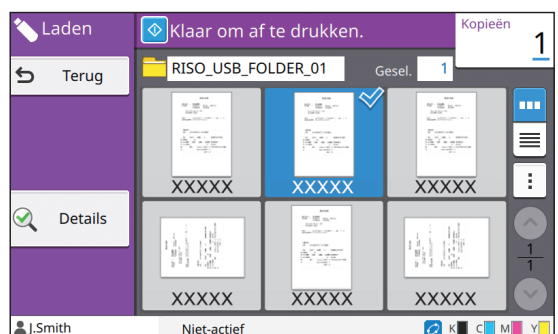 Laden
Klaar om af te drukken.
Kopieën
1
Terug
RISO_USB_FOLDER_01
Gesel.
1
XXXXX
XXXXX
XXXXX
Details
1
1
XXXXX
XXXXX
XXXXX
J.Smith
Niet-actief
K C M Y